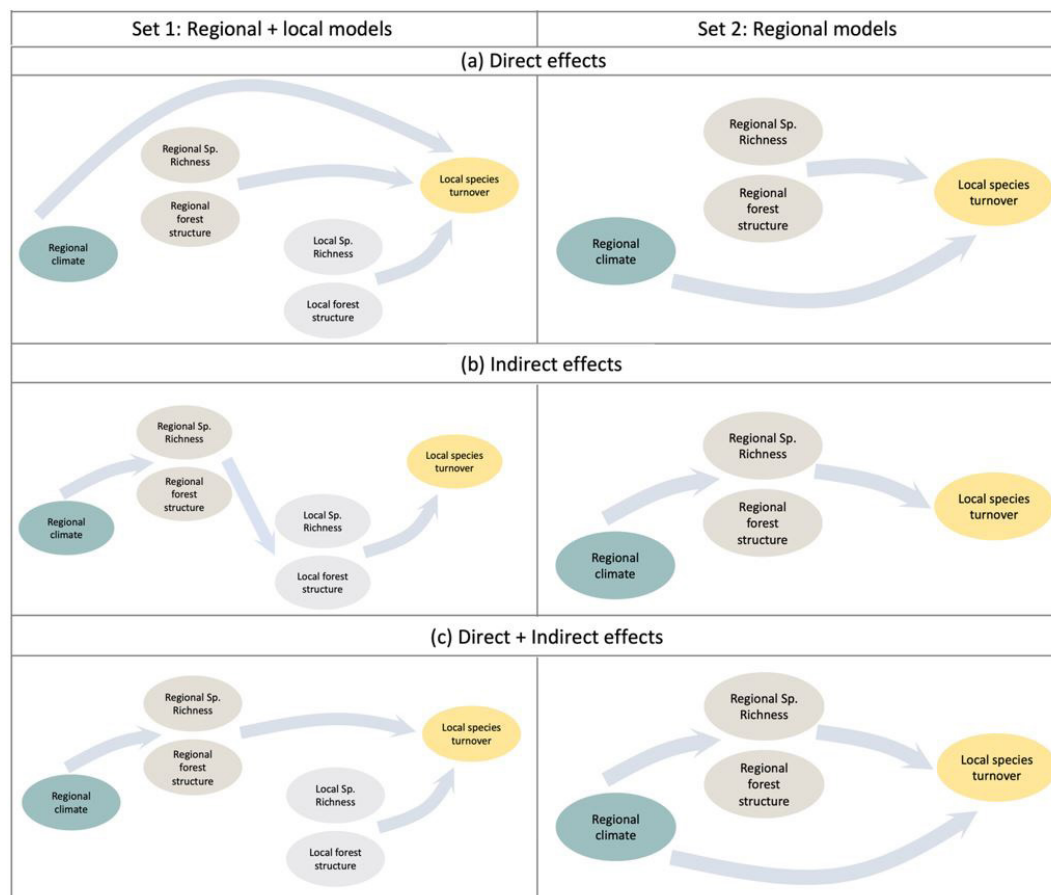 Set 1: Regional + local models
Set 2: Regional models
(a) Direct effects
Regional Sp.
Richness
Regional
forest
structure
Regional
climate
Local Sp.
Richness
Local forest
structure
Local species
turnover
Regional Sp.
Richness
Regional
forest
structure
Regional
climate
Local species
turnover
(b) Indirect effects
Regional Sp.
Richness
Regional
forest
structure
Regional
climate
Local Sp.
Richness
Local forest
structure
Local species
turnover
Regional Sp.
Richness
Regional
forest
structure
Regional
climate
Local species
turnover
(c) Direct + Indirect effects
Regional Sp.
Richness
Regional
forest
structure
Regional
climate
Local Sp.
Richness
Local forest
structure
Local species
turnover
Regional Sp.
Richness
Regional
forest
structure
Regional
climate
Local species
turnover